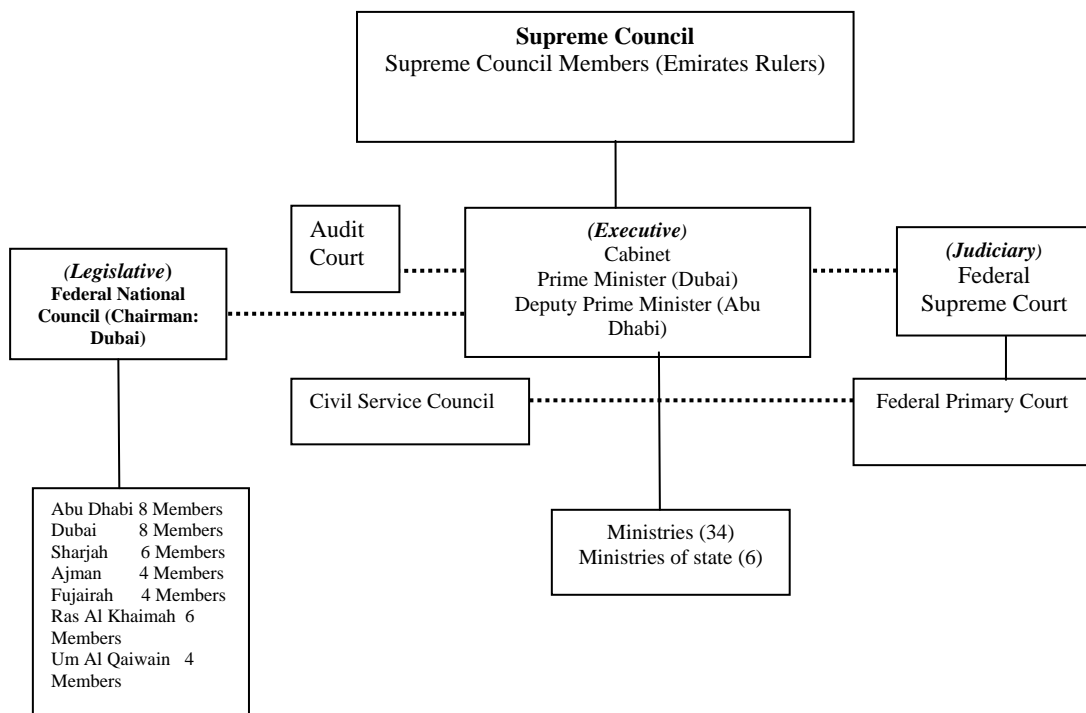 Supreme Council
Supreme Council Members (Emirates Rulers)
Audit
Court
(Executive)
Cabinet
Prime Minister (Dubai)
Deputy Prime Minister (Abu
Dhabi)
(Judiciary)
Federal
Supreme Court
(Legislative)
Federal National
Council (Chairman:
Dubai)
Civil Service Council
Federal Primary Court
Abu Dhabi 8 Members
Dubai 8 Members
Sharjah 6 Members
Ajman 4 Members
Fujairah 4 Members
Ras Al Khaimah 6
Members
Um Al Qaiwain 4
Members
Ministries (34)
Ministries of state (6)